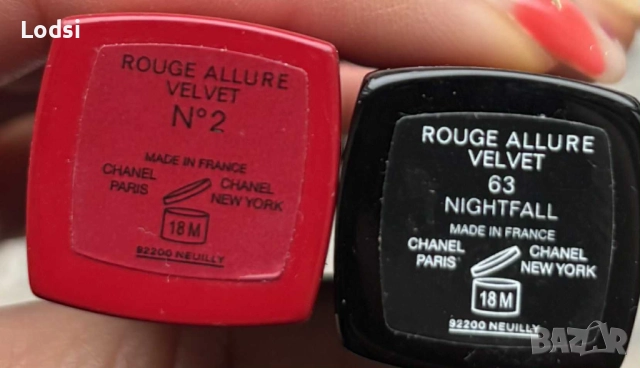 Lodsi
ROUGE ALLURE
VELVET
N°2
MADE IN FRANCE
CHANEL
PARIS
CHANEL
NEW YORK
18 M
92200 NEUILLY
ROUGE ALLURE
VELVET
63
NIGHTFALL
MADE IN FRANCE
CHANEL
PARIS
CHANEL
NEW YORK
18 M
92200 NEUILLY
BAZAR